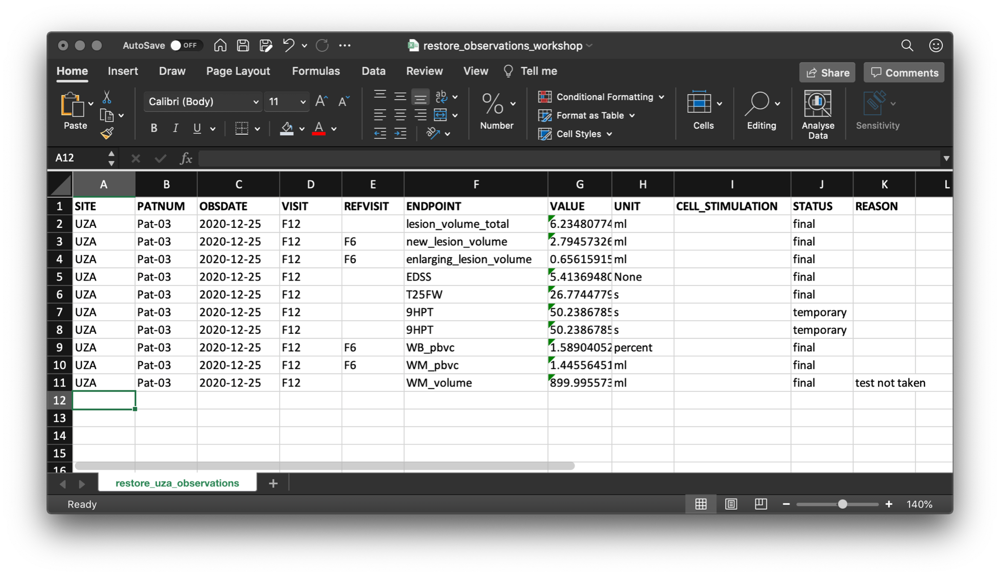 AutoSave OFF restore_observations_workshop
Home Insert Draw Page Layout Formulas Data Review View Tell me Share Comments
Calibri (Body) 11 A^ A˅ ab c % Conditional Formatting
Format as Table
Paste B I U A Number Cell Styles Cells Editing Analyse Data Sensitivity
A12 fx
A B C D E F G H I J K L
1 SITE PATNUM OBSDATE VISIT REFVISIT ENDPOINT VALUE UNIT CELL_STIMULATION STATUS REASON
2 UZA Pat-03 2020-12-25 F12 lesion_volume_total 6.23480774 ml final
3 UZA Pat-03 2020-12-25 F12 F6 new_lesion_volume 2.79457326 ml final
4 UZA Pat-03 2020-12-25 F12 F6 enlarging_lesion_volume 0.65615915 ml final
5 UZA Pat-03 2020-12-25 F12 EDSS 5.41369480 None final
6 UZA Pat-03 2020-12-25 F12 T25FW 26.7744779 s final
7 UZA Pat-03 2020-12-25 F12 9HPT 50.2386785 s temporary
8 UZA Pat-03 2020-12-25 F12 9HPT 50.2386785 s temporary
9 UZA Pat-03 2020-12-25 F12 F6 WB_pbvc 1.58904052 percent final
10 UZA Pat-03 2020-12-25 F12 F6 WM_pbvc 1.44556451 ml final
11 UZA Pat-03 2020-12-25 F12 WM_volume 899.995573 ml final test not taken
12
13
14
15
16
restore_uza_observations +
Ready − + 140%